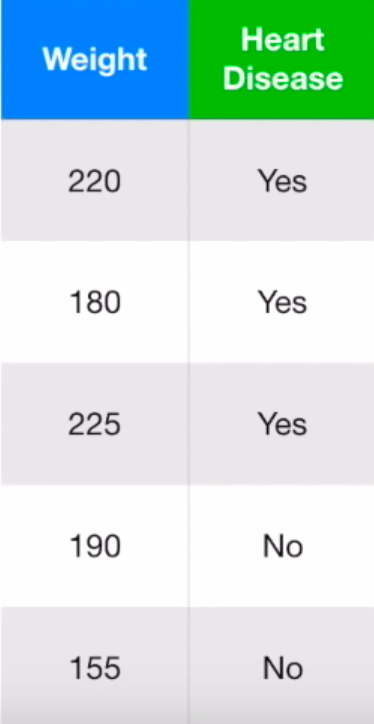 Weight Heart Disease
220 Yes
180 Yes
225 Yes
190 No
155 No